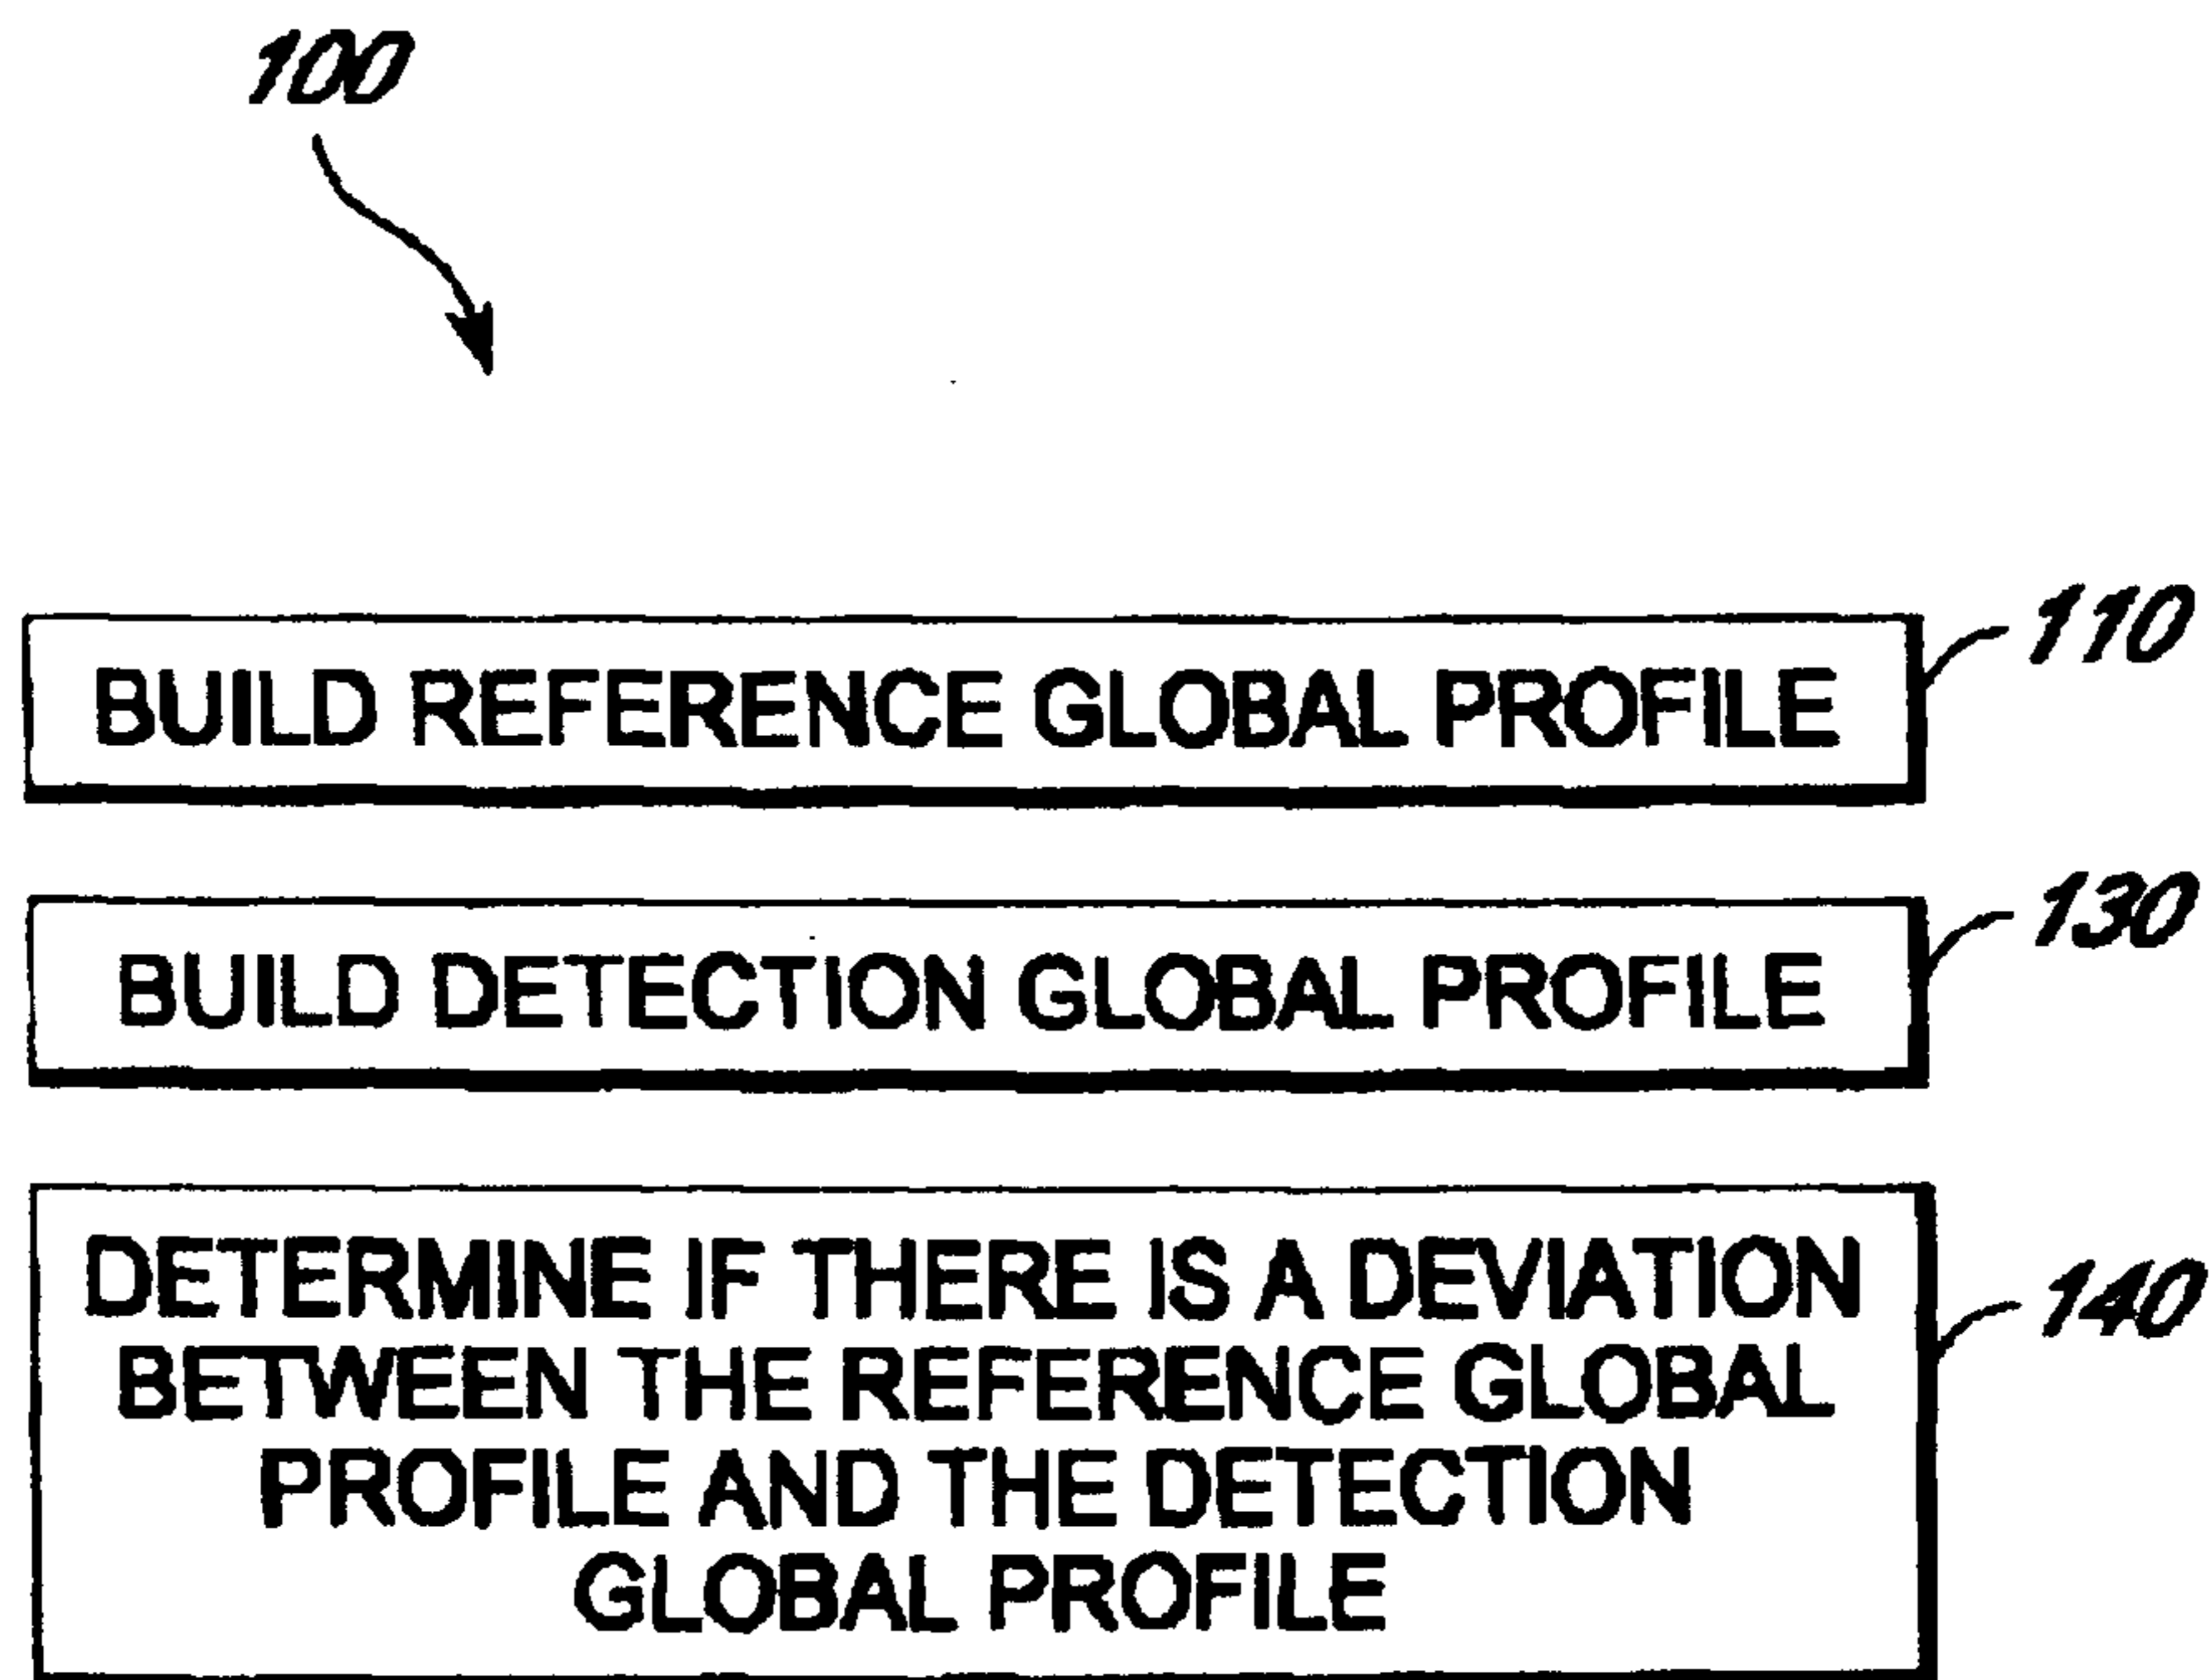 100
110
BUILD REFERENCE GLOBAL PROFILE
130
BUILD DETECTION GLOBAL PROFILE
140
DETERMINE IF THERE IS A DEVIATION
BETWEEN THE REFERENCE GLOBAL
PROFILE AND THE DETECTION
GLOBAL PROFILE